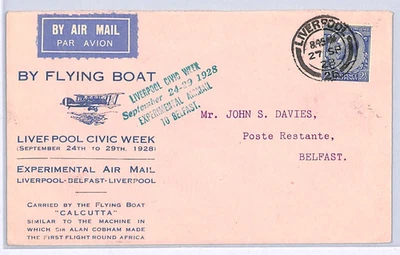 BY AIR MAIL
PAR AVION
BY FLYING BOAT
LIVERPOOL CIVIC WEEK
September 24-29 1928
EXPERIMENTAL AIRMAIL
TO BELFAST.
LIVERPOOL
27 SP
28
Mr. JOHN S. DAVIES,
Poste Restante,
BELFAST.
LIVERPOOL CIVIC WEEK
(SEPTEMBER 24TH TO 29TH, 1928)
EXPERIMENTAL AIR MAIL
LIVERPOOL-BELFAST-LIVERPOOL
CARRIED BY THE FLYING BOAT
"CALCUTTA"
SIMILAR TO THE MACHINE IN
WHICH SIR ALAN COBHAM MADE
THE FIRST FLIGHT ROUND AFRICA